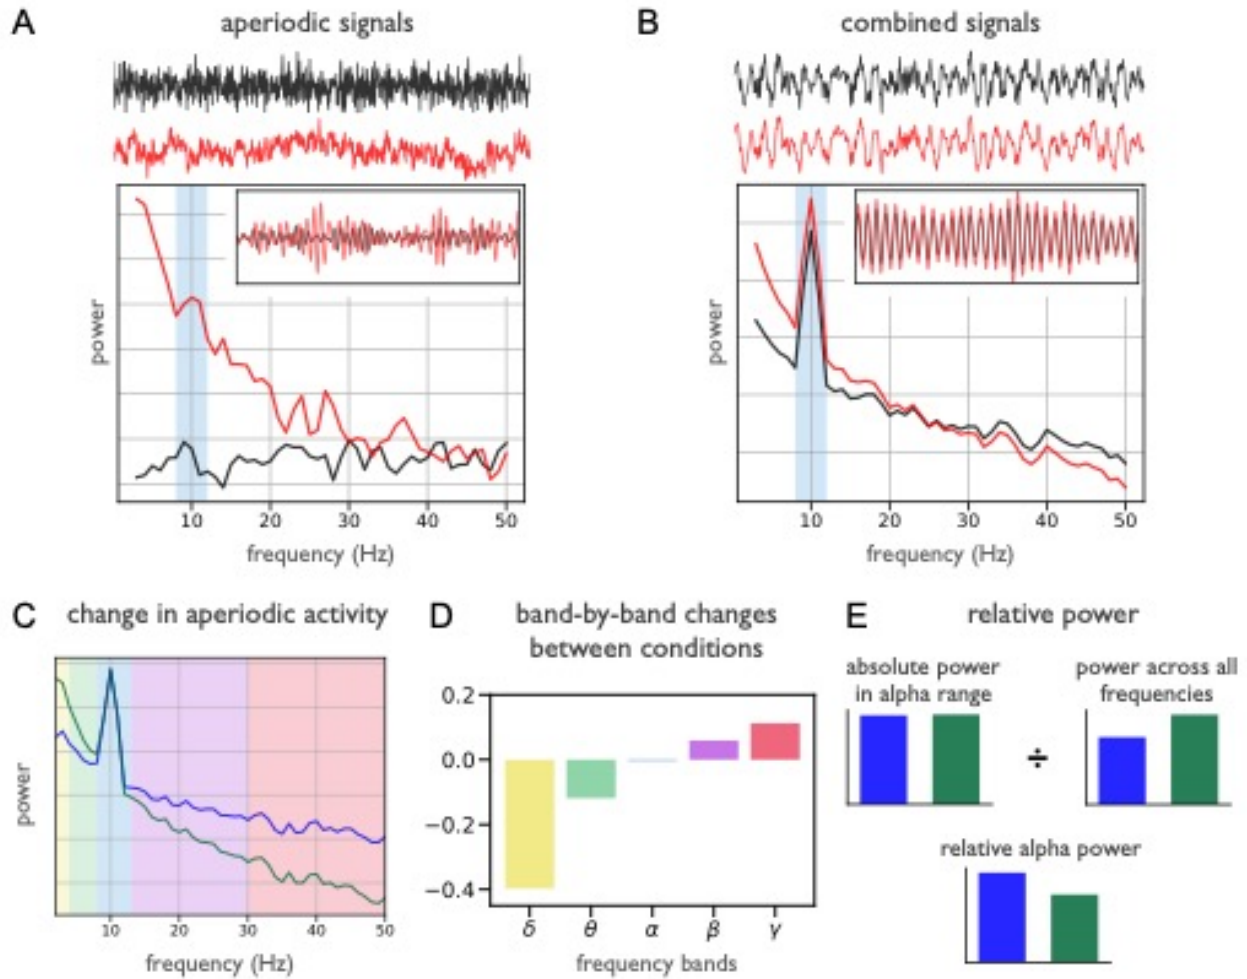 A
aperiodic signals
power
10 20 30 40 50
frequency (Hz)
B
combined signals
power
10 20 30 40 50
frequency (Hz)
C
change in aperiodic activity
power
10 20 30 40 50
frequency (Hz)
D
band-by-band changes
between conditions
0.2
0.0
−0.2
−0.4
δ θ α β γ
frequency bands
E
relative power
absolute power
in alpha range
÷
power across all
frequencies
relative alpha power